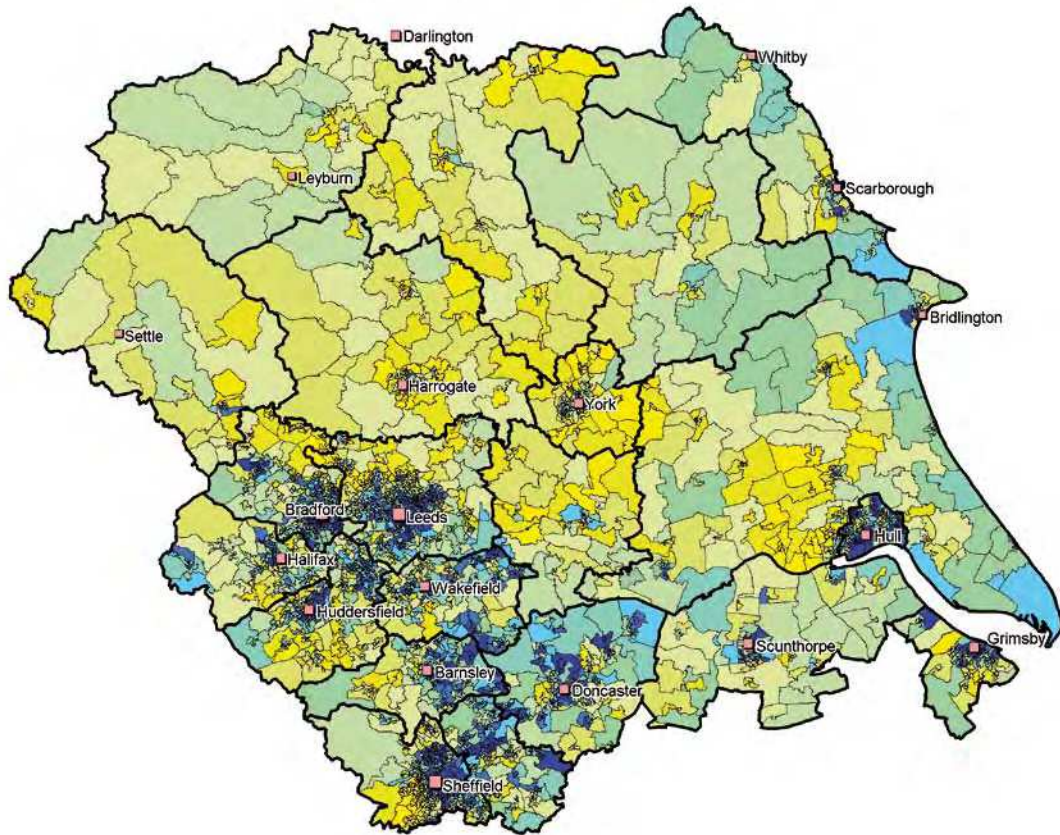 Darlington
Whitby
Leyburn
Scarborough
Settle
Bridlington
Harrogate
York
Bradford
Leeds
Hull
Halifax
Wakefield
Huddersfield
Scunthorpe
Grimsby
Barnsley
Doncaster
Sheffield